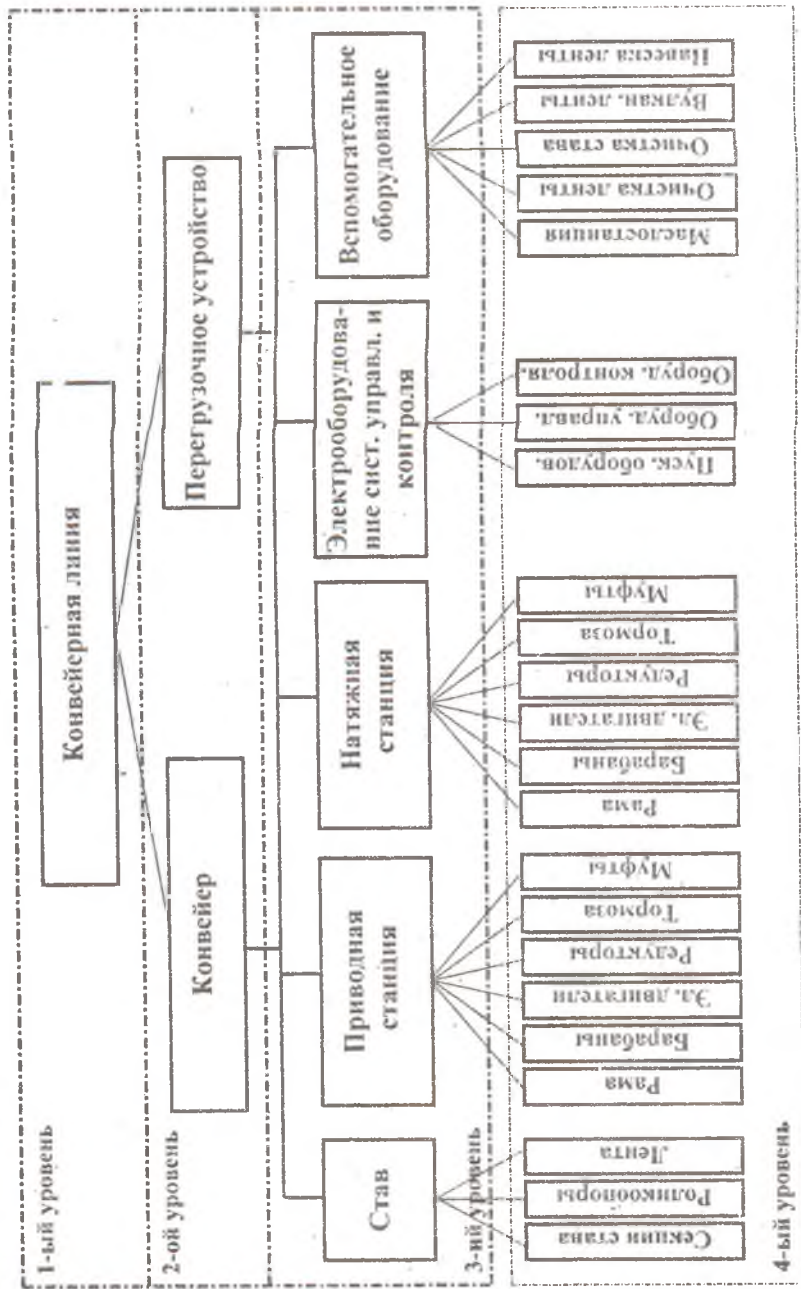 1-ый уровень
Конвейерная линия
2-ой уровень
Конвейер
Перегрузочное устройство
3-ий уровень
Став
Приводная
станция
Натяжная
станция
Электрооборудова-
ние сист. управл. и
контроля
Вспомогательное
оборудование
4-ый уровень
Секции става
Роликоопоры
Лента
Рама
Барабаны
Эл. двигатели
Редукторы
Тормоза
Муфты
Рама
Барабаны
Эл. двигатели
Редукторы
Тормоза
Муфты
Пуск. оборудов.
Оборуд. управл.
Оборуд. контроля.
Маслостанция
Очистка ленты
Очистка става
Вулкан. ленты
Навеска ленты